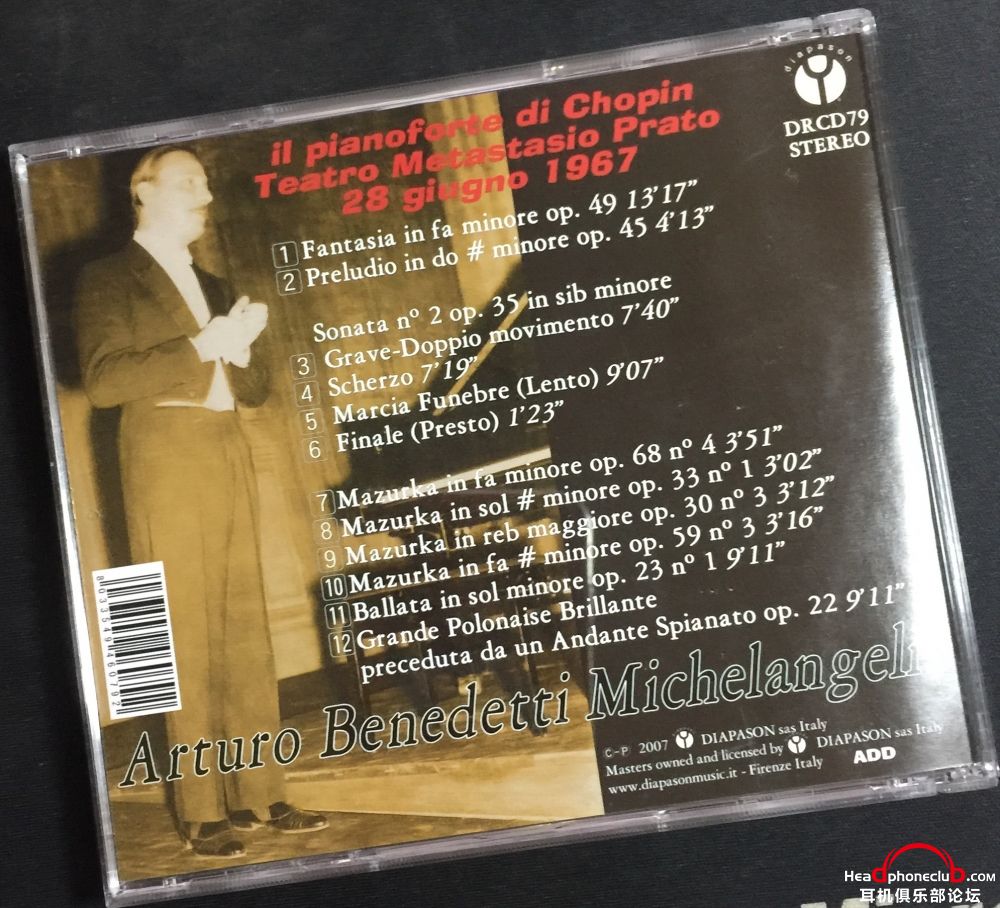 diapason
DRCD79
STEREO
il pianoforte di Chopin
Teatro Metastasio Prato
28 giugno 1967
1 Fantasia in fa minore op. 49 13'17"
2 Preludio in do # minore op. 45 4'13"
Sonata nº 2 op. 35 in sib minore
3 Grave-Doppio movimento 7'40"
4 Scherzo 7'19"
5 Marcia Funebre (Lento) 9'07"
6 Finale (Presto) 1'23"
7 Mazurka in fa minore op. 68 nº 4 3'51"
8 Mazurka in sol # minore op. 33 nº 1 3'02"
9 Mazurka in reb maggiore op. 30 nº 3 3'12"
10 Mazurka in fa # minore op. 59 nº 3 3'16"
11 Ballata in sol minore op. 23 nº 1 9'11"
12 Grande Polonaise Brillante
preceduta da un Andante Spianato op. 22 9'11"
8033549460792
Arturo Benedetti Michelangeli
C-P 2007 DIAPASON sas Italy
Masters owned and licensed by DIAPASON sas Italy
www.diapasonmusic.it - Firenze Italy
ADD
Headphoneclub.com
耳机俱乐部论坛